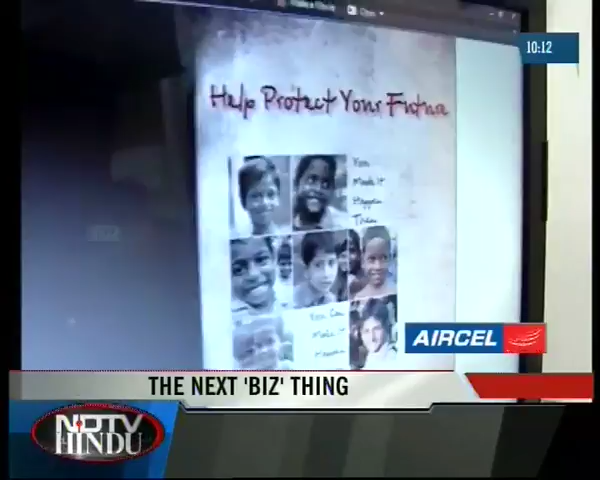 10:12
Help Protect Your Future
You
Made It
Happen
Then
You Can
Make It
Happen
AIRCEL
THE NEXT 'BIZ' THING
NDTV
HINDU